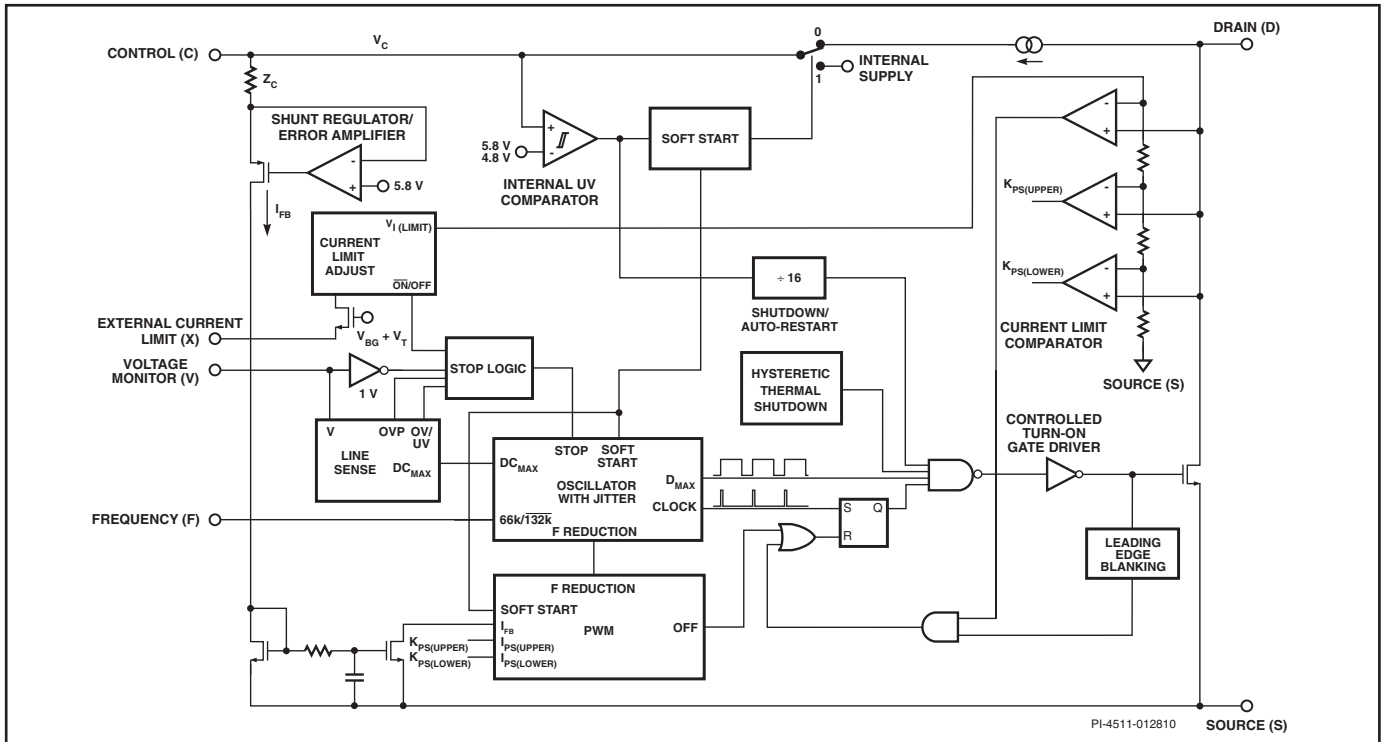 CONTROL (C)
V_C
0
DRAIN (D)
INTERNAL
SUPPLY
1
Z_C
SHUNT REGULATOR/
ERROR AMPLIFIER
-
+
5.8 V
I_FB
+
-
5.8 V
4.8 V
INTERNAL UV
COMPARATOR
SOFT START
-
+
K_PS(UPPER)
-
+
K_PS(LOWER)
-
+
CURRENT LIMIT
COMPARATOR
SOURCE (S)
V_I (LIMIT)
CURRENT
LIMIT
ADJUST
O̅N̅/OFF
÷ 16
SHUTDOWN/
AUTO-RESTART
EXTERNAL CURRENT
LIMIT (X)
V_BG + V_T
VOLTAGE
MONITOR (V)
1 V
STOP LOGIC
HYSTERETIC
THERMAL
SHUTDOWN
CONTROLLED
TURN-ON
GATE DRIVER
V
OVP
OV/
UV
LINE
SENSE
DC_MAX
STOP
SOFT
START
DC_MAX
OSCILLATOR
WITH JITTER
D_MAX
CLOCK
66k/1̅3̅2̅k̅
F REDUCTION
FREQUENCY (F)
S
Q
R
LEADING
EDGE
BLANKING
F REDUCTION
SOFT START
I_FB
PWM
OFF
K_PS(UPPER)
I_PS(UPPER)
K_PS(LOWER)
I_PS(LOWER)
PI-4511-012810
SOURCE (S)